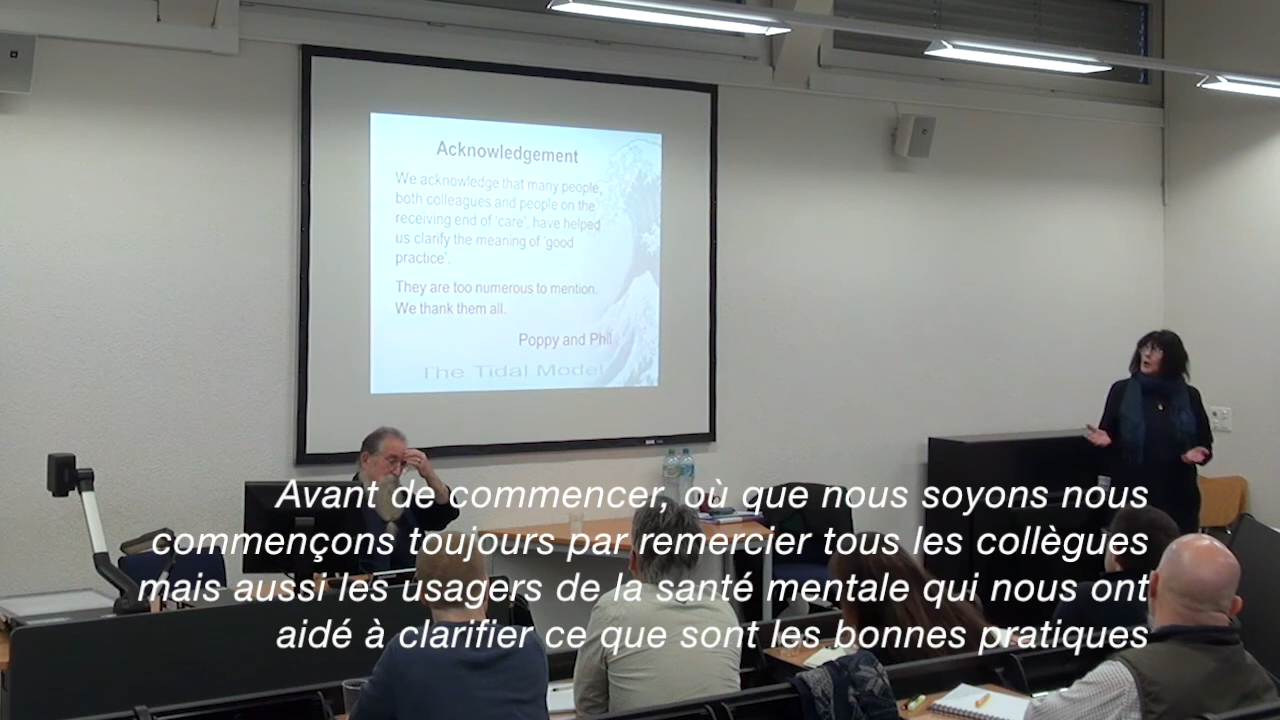 Acknowledgement
We acknowledge that many people,
both colleagues and people on the
receiving end of 'care', have helped
us clarify the meaning of 'good
practice'.
They are too numerous to mention.
We thank them all.
Poppy and Phil
The Tidal Model
Avant de commencer, où que nous soyons nous
commençons toujours par remercier tous les collègues
mais aussi les usagers de la santé mentale qui nous ont
aidé à clarifier ce que sont les bonnes pratiques